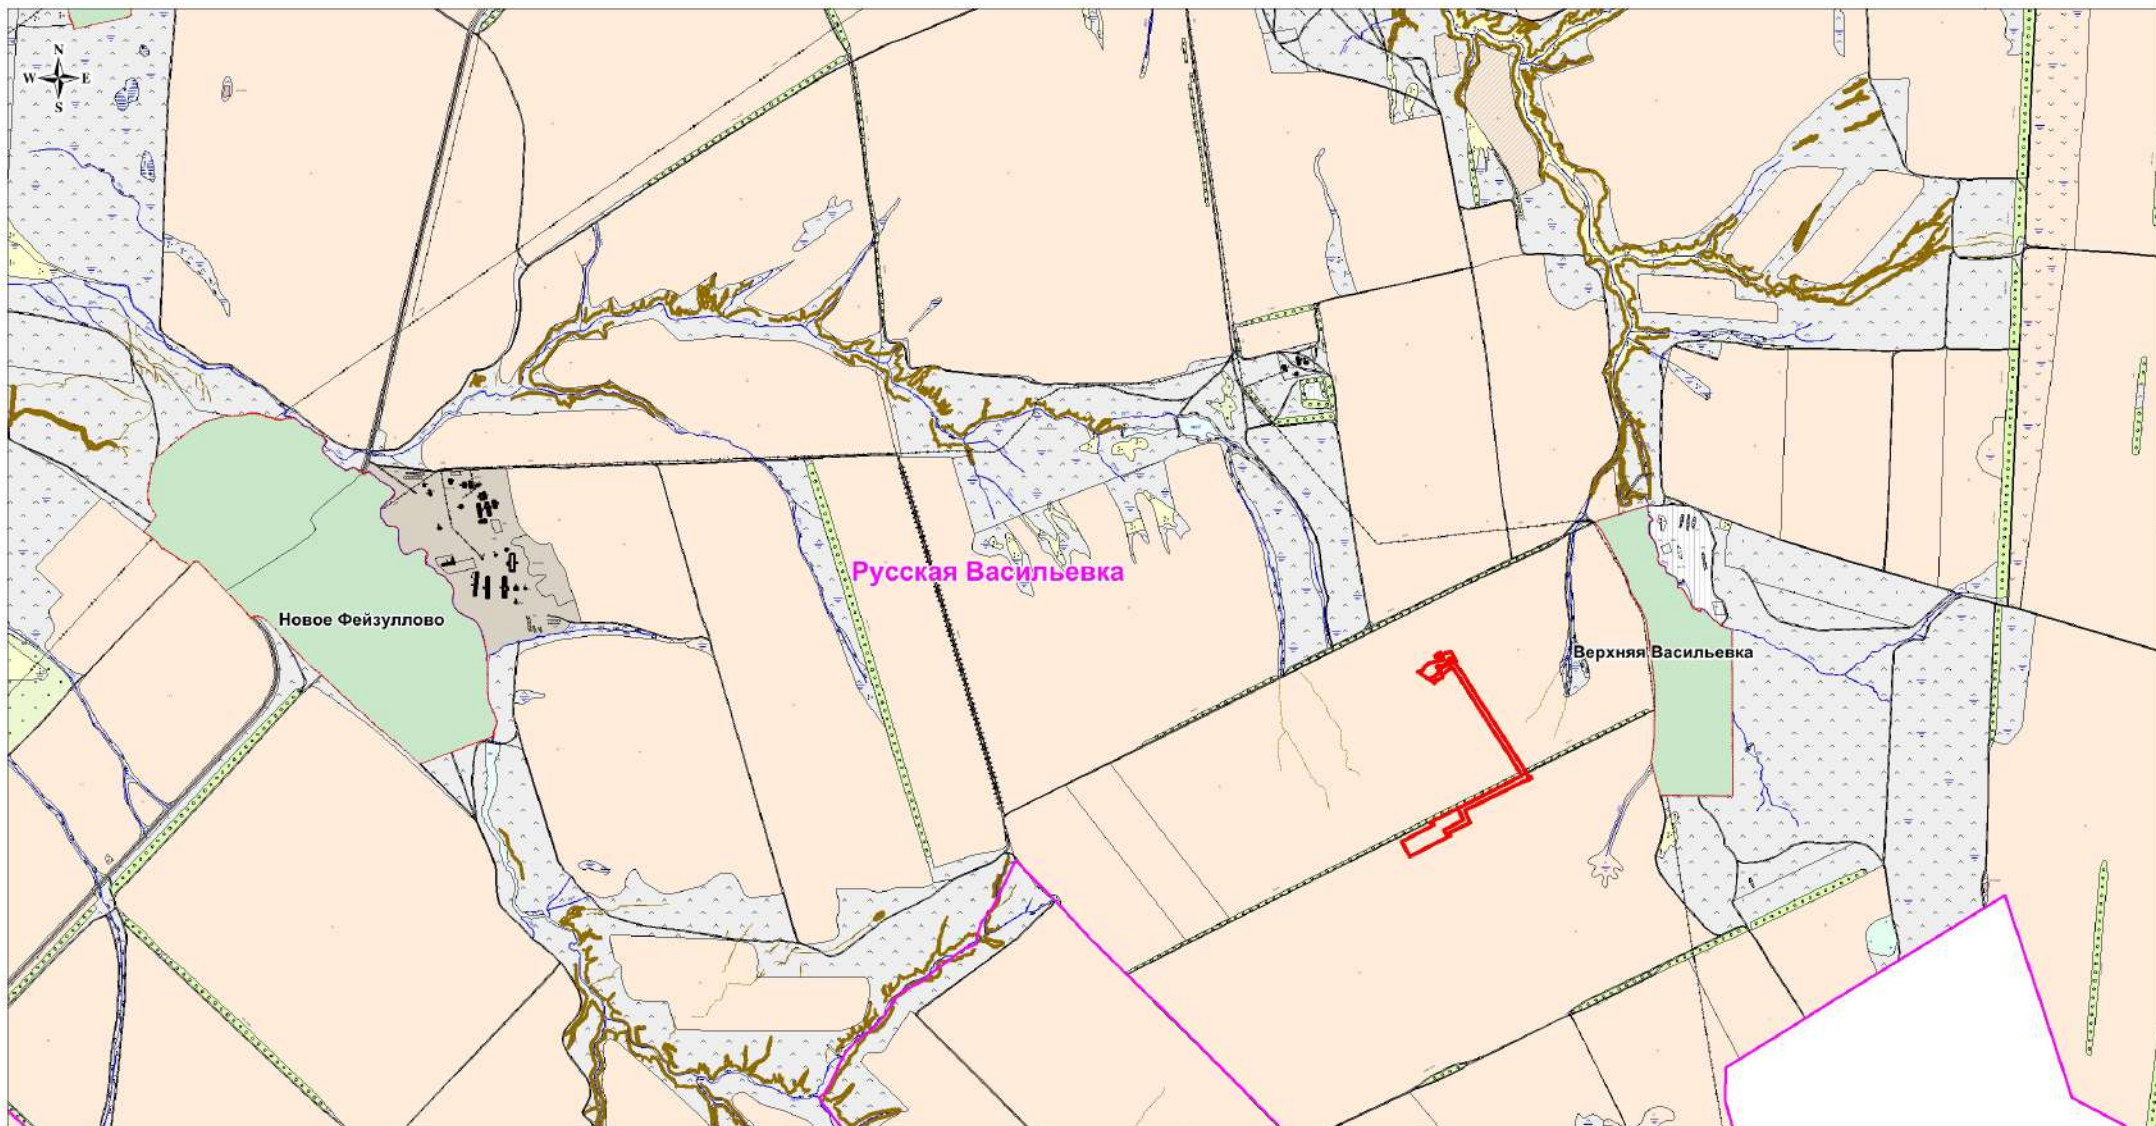 N
W E
S
Русская Васильевка
Новое Фейзуллово
Верхняя Васильевка